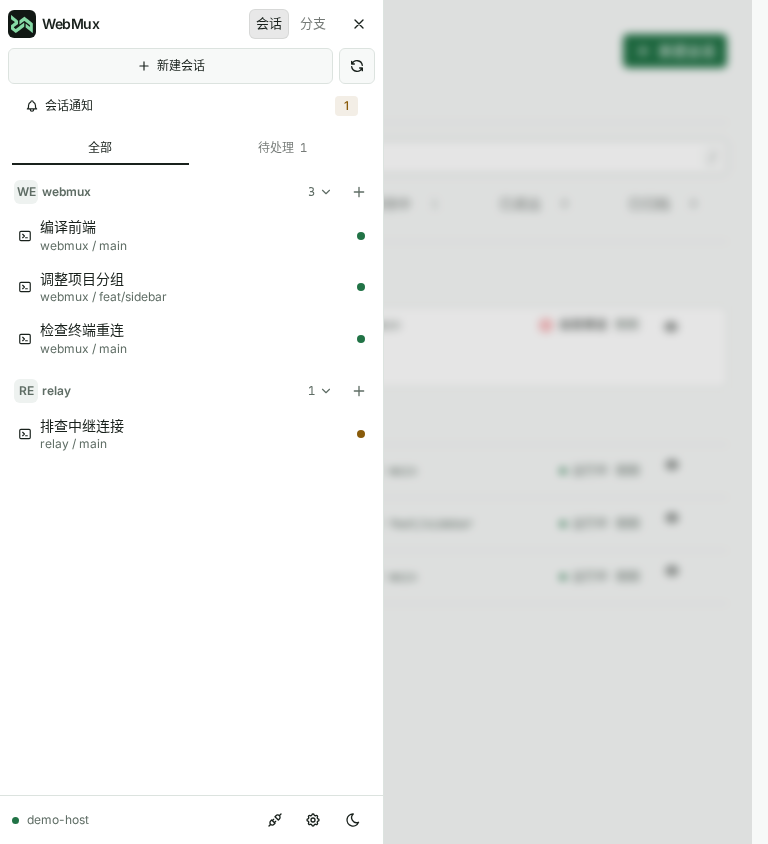 WebMux 会话 分支
新建会话
会话通知 1
全部 待处理 1
WE webmux 3
编译前端
webmux / main
调整项目分组
webmux / feat/sidebar
检查终端重连
webmux / main
RE relay 1
排查中继连接
relay / main
demo-host